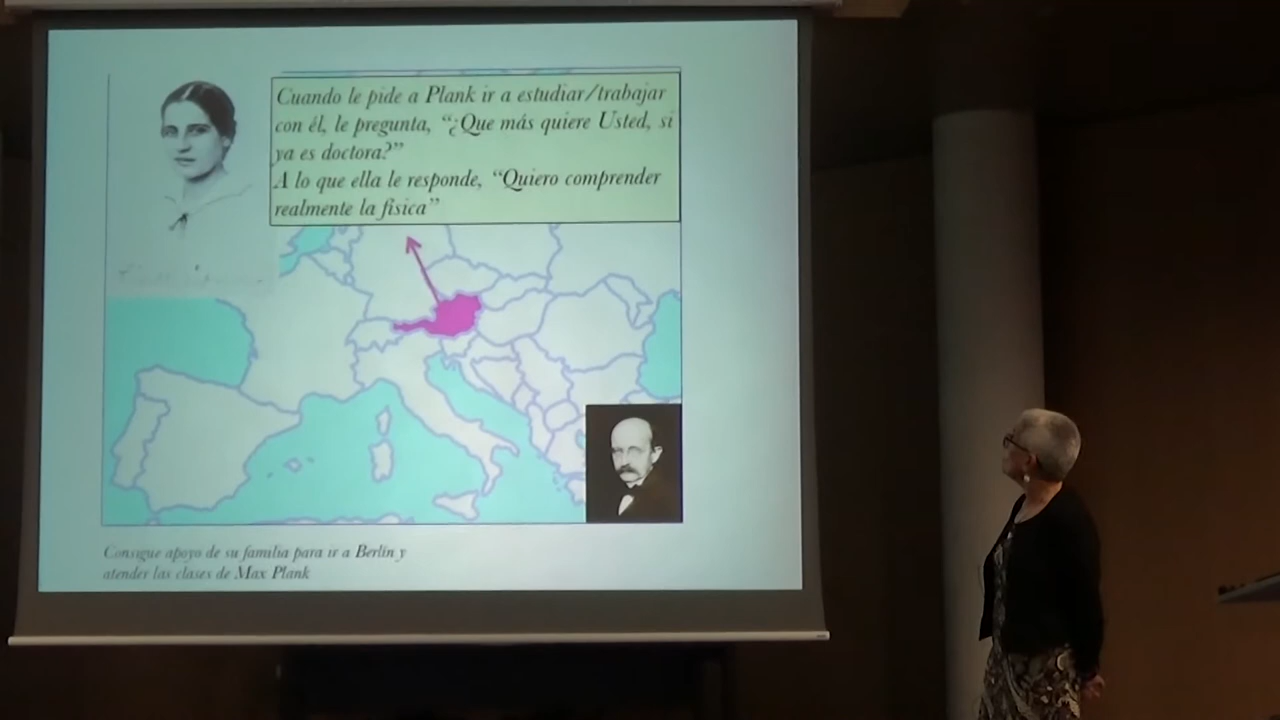 Cuando le pide a Plank ir a estudiar/trabajar
con él, le pregunta, “¿Que más quiere Usted, si
ya es doctora?”
A lo que ella le responde, “Quiero comprender
realmente la fisica”
Consigue apoyo de su familia para ir a Berlin y
atender las clases de Max Plank